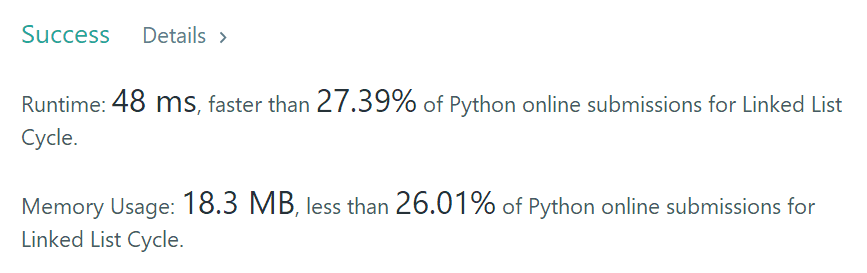 Success Details >
Runtime: 48 ms, faster than 27.39% of Python online submissions for Linked List
Cycle.
Memory Usage: 18.3 MB, less than 26.01% of Python online submissions for
Linked List Cycle.